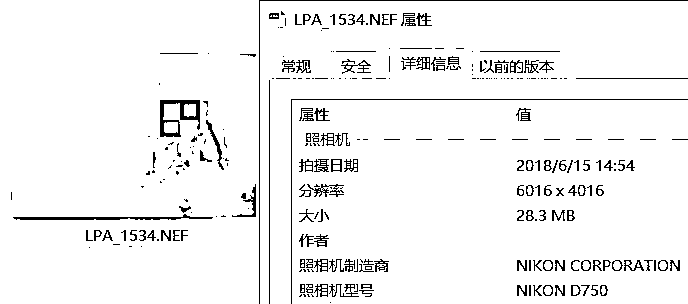 LPA_1534.NEF 属性
常规 安全 详细信息 以前的版本
属性 值
照相机
拍摄日期 2018/6/15 14:54
分辨率 6016 x 4016
大小 28.3 MB
作者
照相机制造商 NIKON CORPORATION
照相机型号 NIKON D750
LPA_1534.NEF